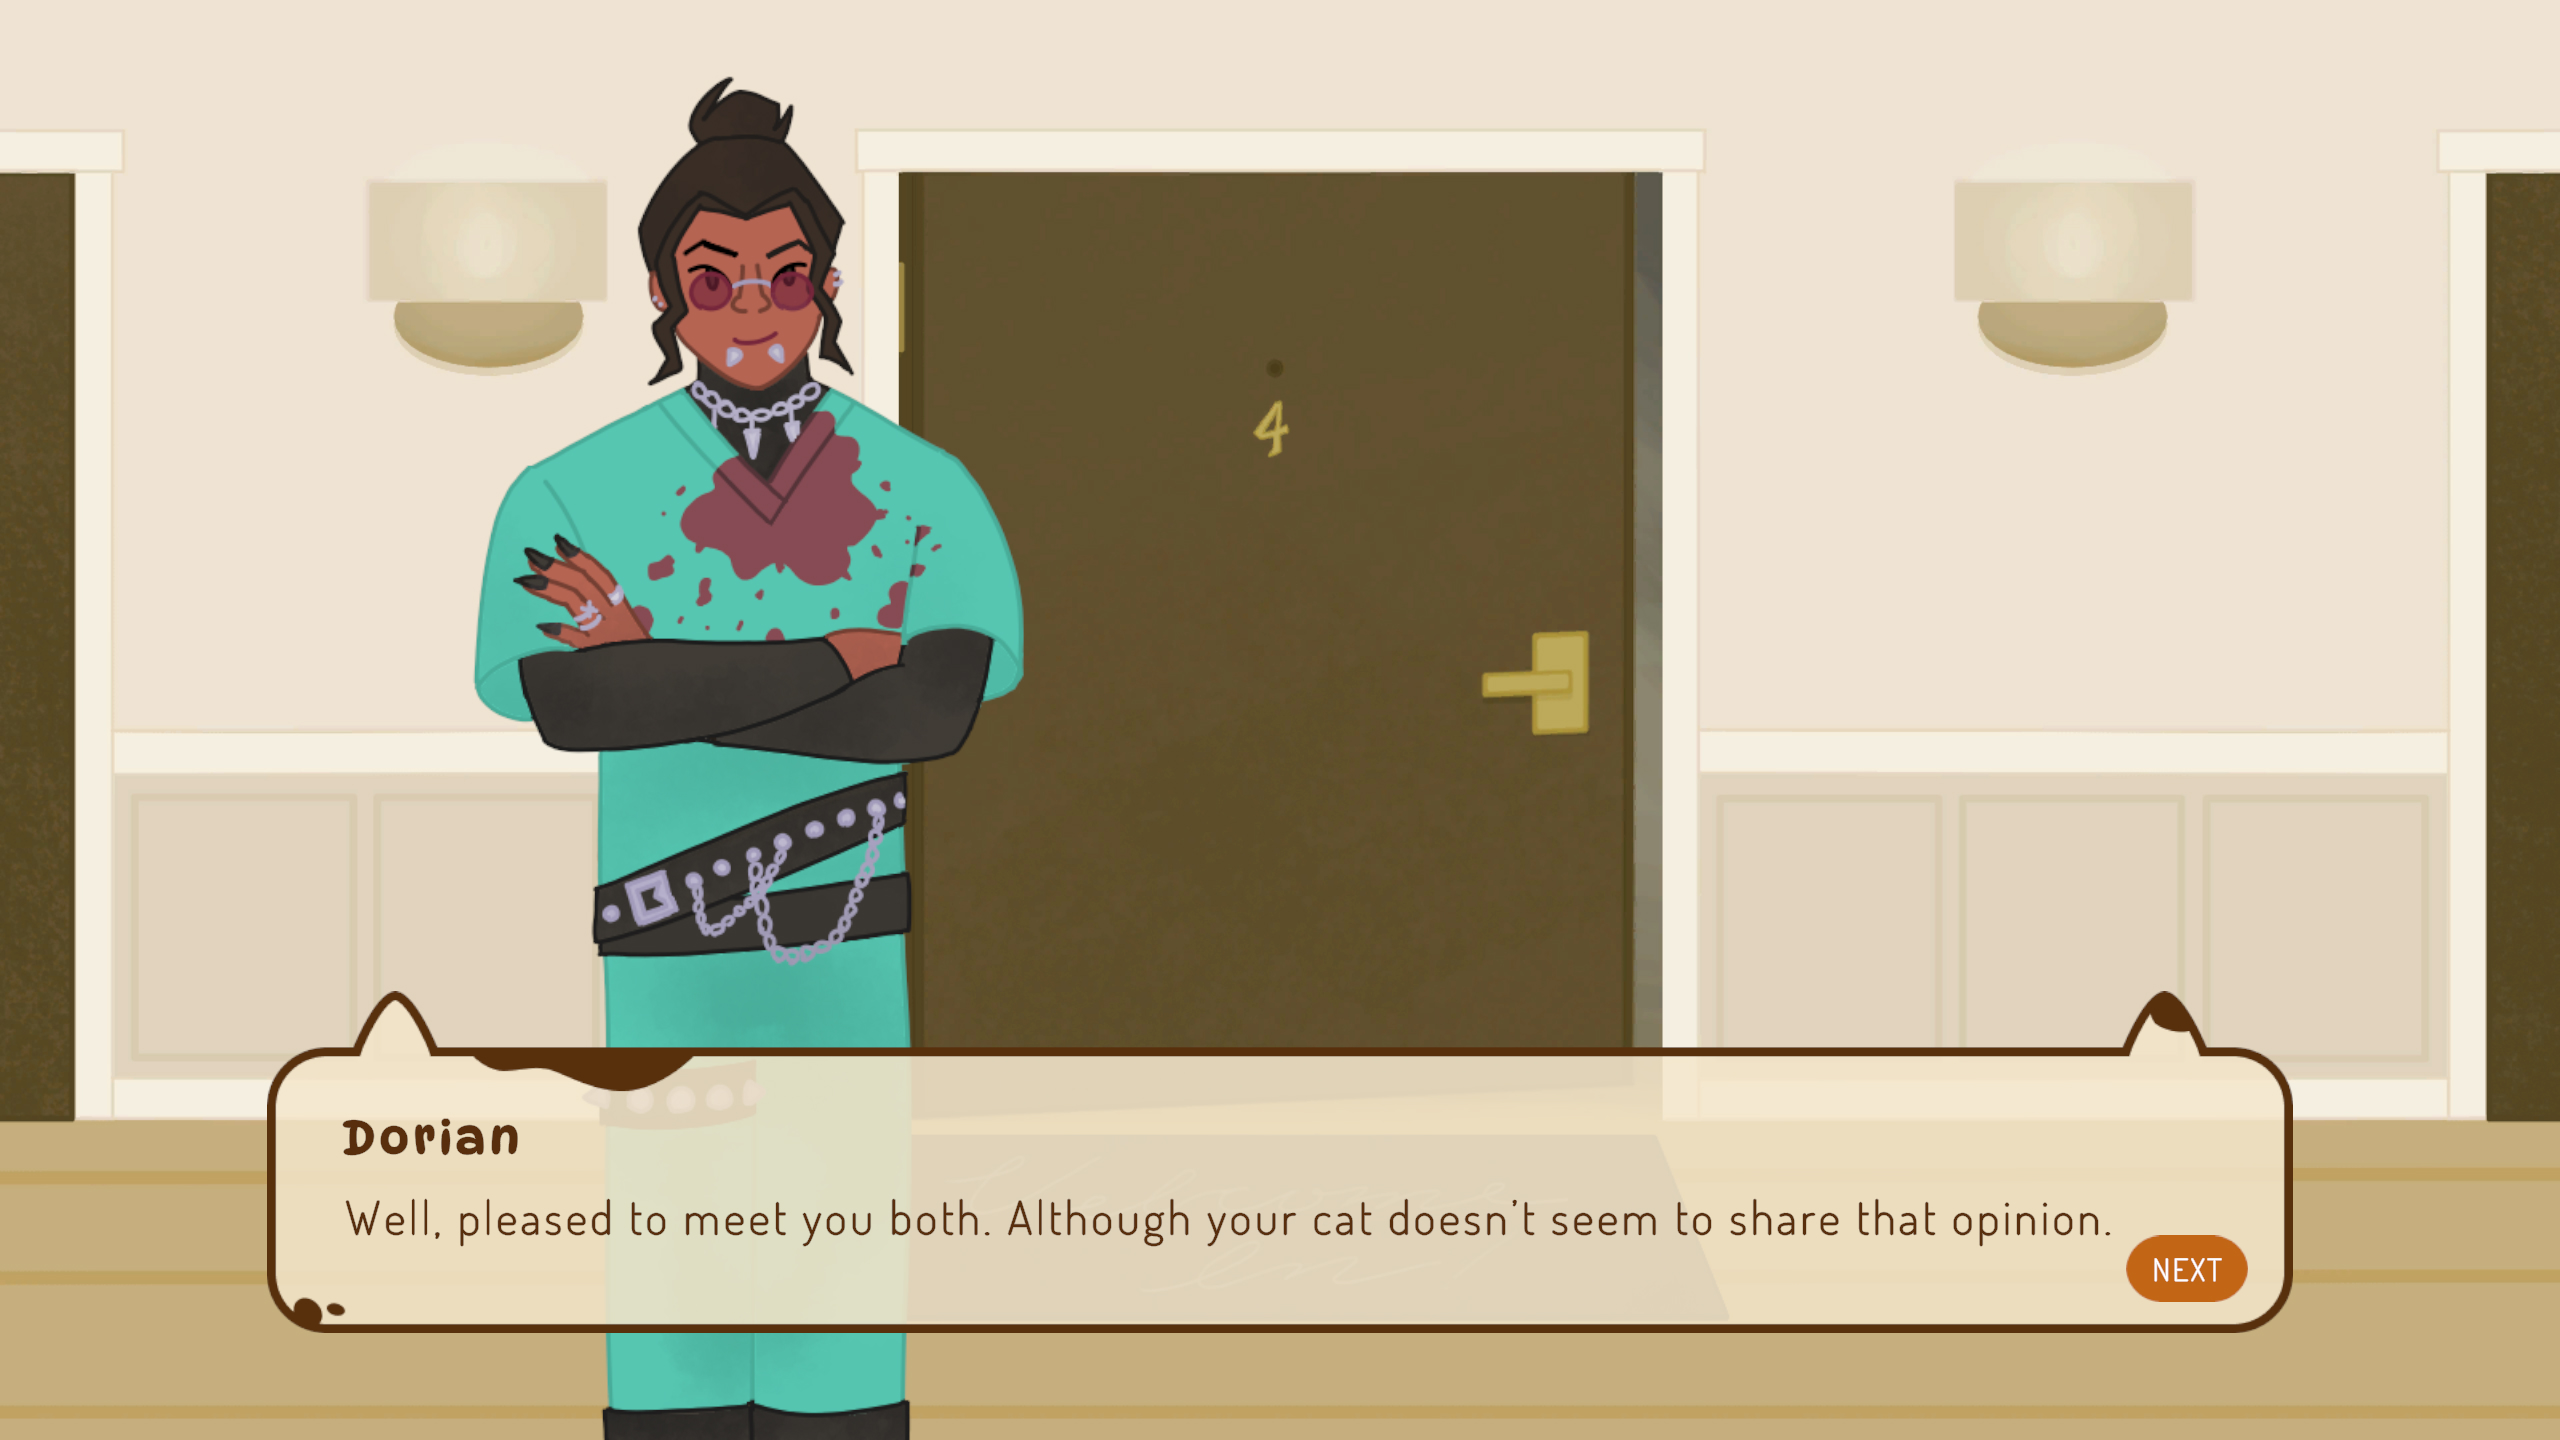 4
Dorian
Well, pleased to meet you both. Although your cat doesn't seem to share that opinion.
NEXT